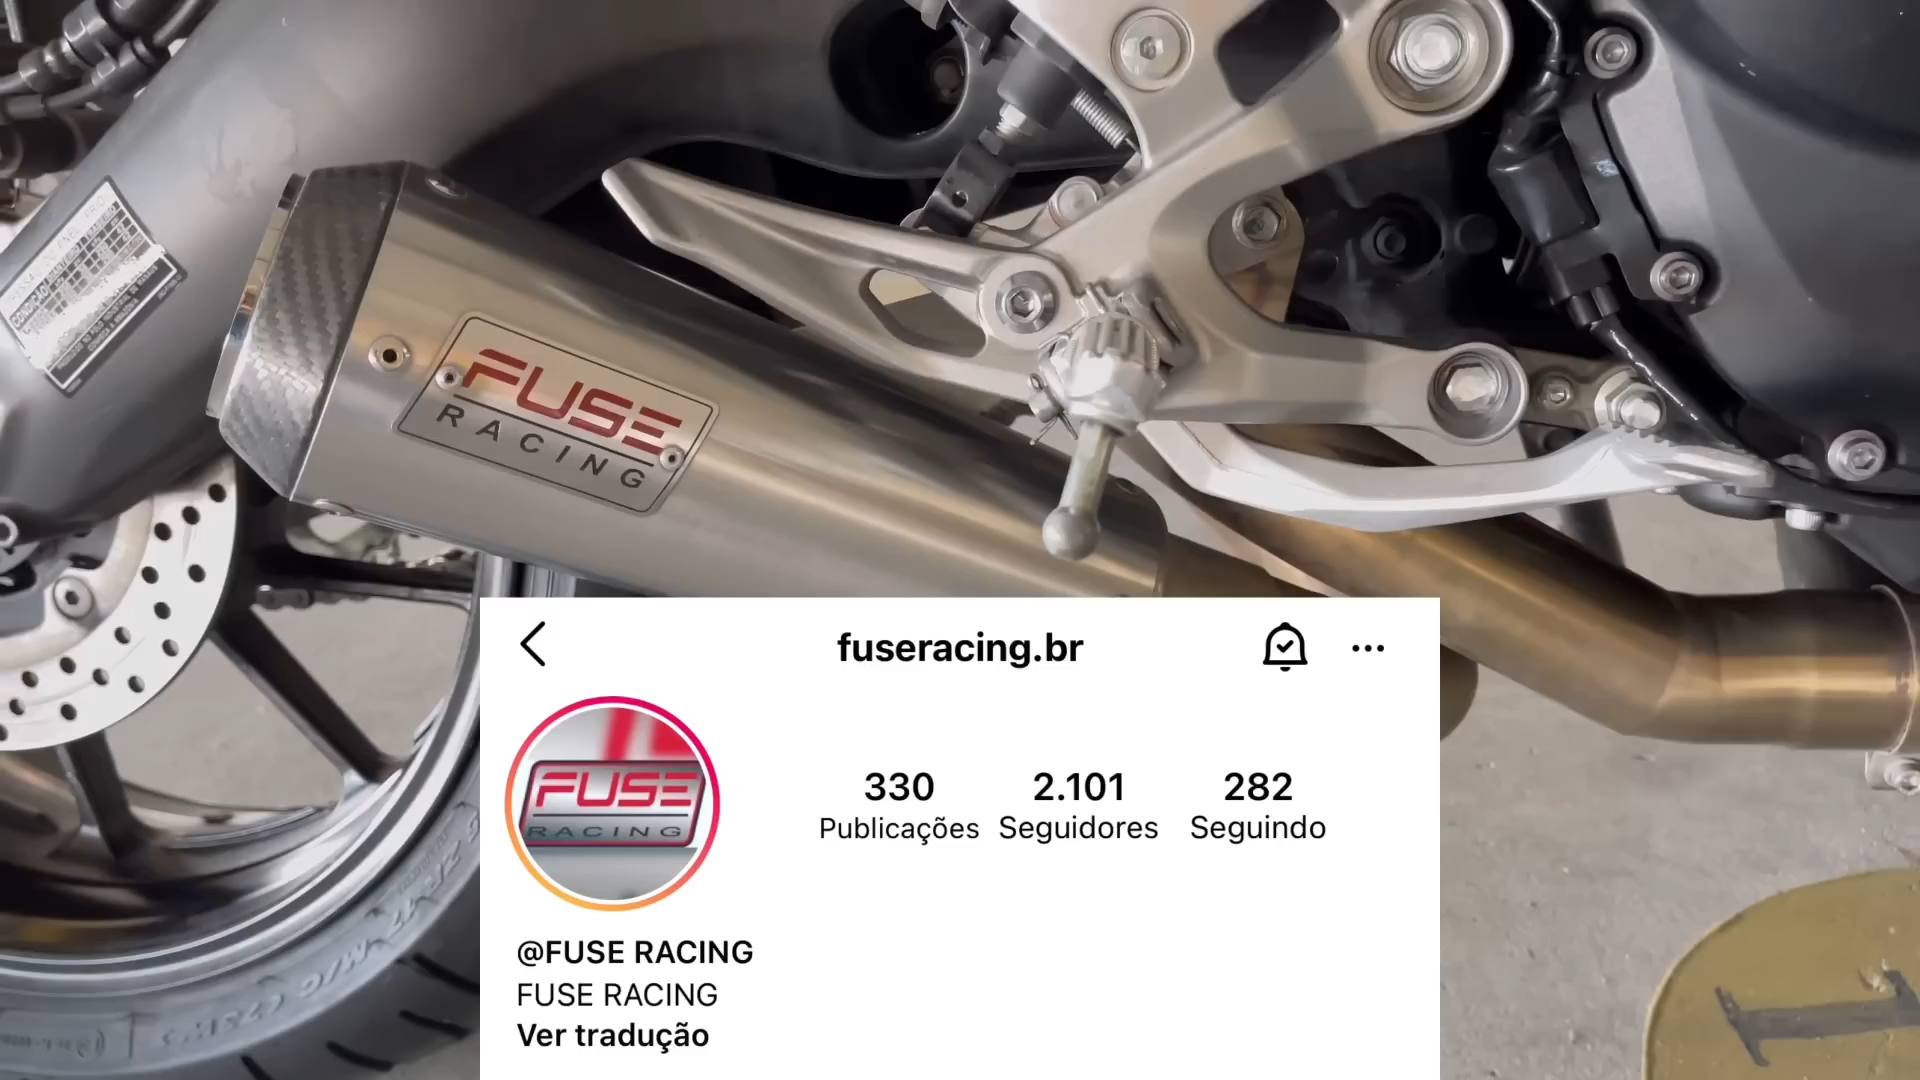 CONDIÇÃO
FUSE
RACING
fuseracing.br
FUSE
RACING
330
2.101
282
Publicações
Seguidores
Seguindo
@FUSE RACING
FUSE RACING
Ver tradução